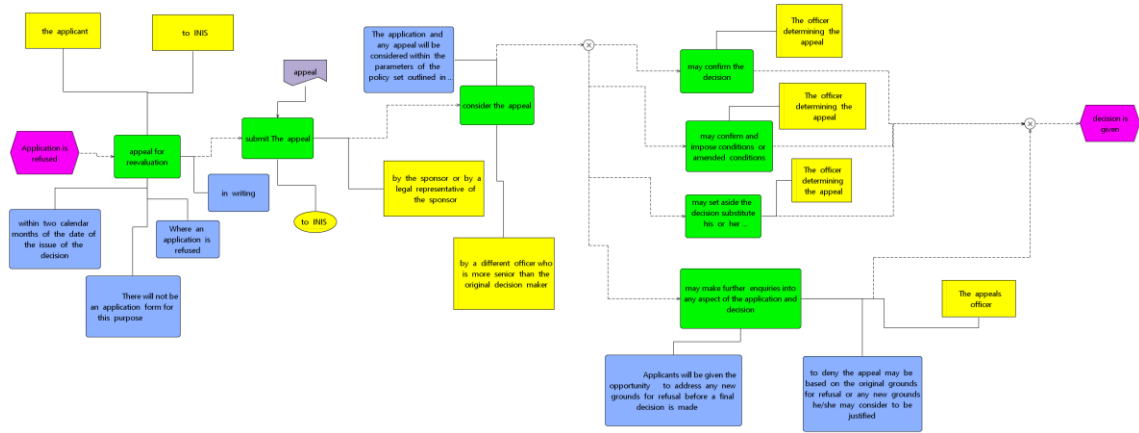 the applicant
to INIS
Application is
refused
appeal for
reevaluation
in writing
within two calendar
months of the date of
the issue of the
decision
Where an
application is
refused
There will not be
an application form for
this purpose
appeal
submit The appeal
to INIS
by the sponsor or by a
legal representative of
the sponsor
The application and
any appeal will be
considered within the
parameters of the
policy set outlined in ..
consider the appeal
by a different officer who
is more senior than the
original decision maker
The officer
determining the
appeal
may confirm the
decision
The officer
determining the
appeal
may confirm and
impose conditions or
amended conditions
The officer
determining the
appeal
may set aside the
decision substitute
his or her ..
may make further enquiries into
any aspect of the application and
decision
The appeals
officer
Applicants will be given the
opportunity to address any new
grounds for refusal before a final
decision is made
to deny the appeal may be
based on the original grounds
for refusal or any new grounds
he/she may consider to be
justified
decision is
given